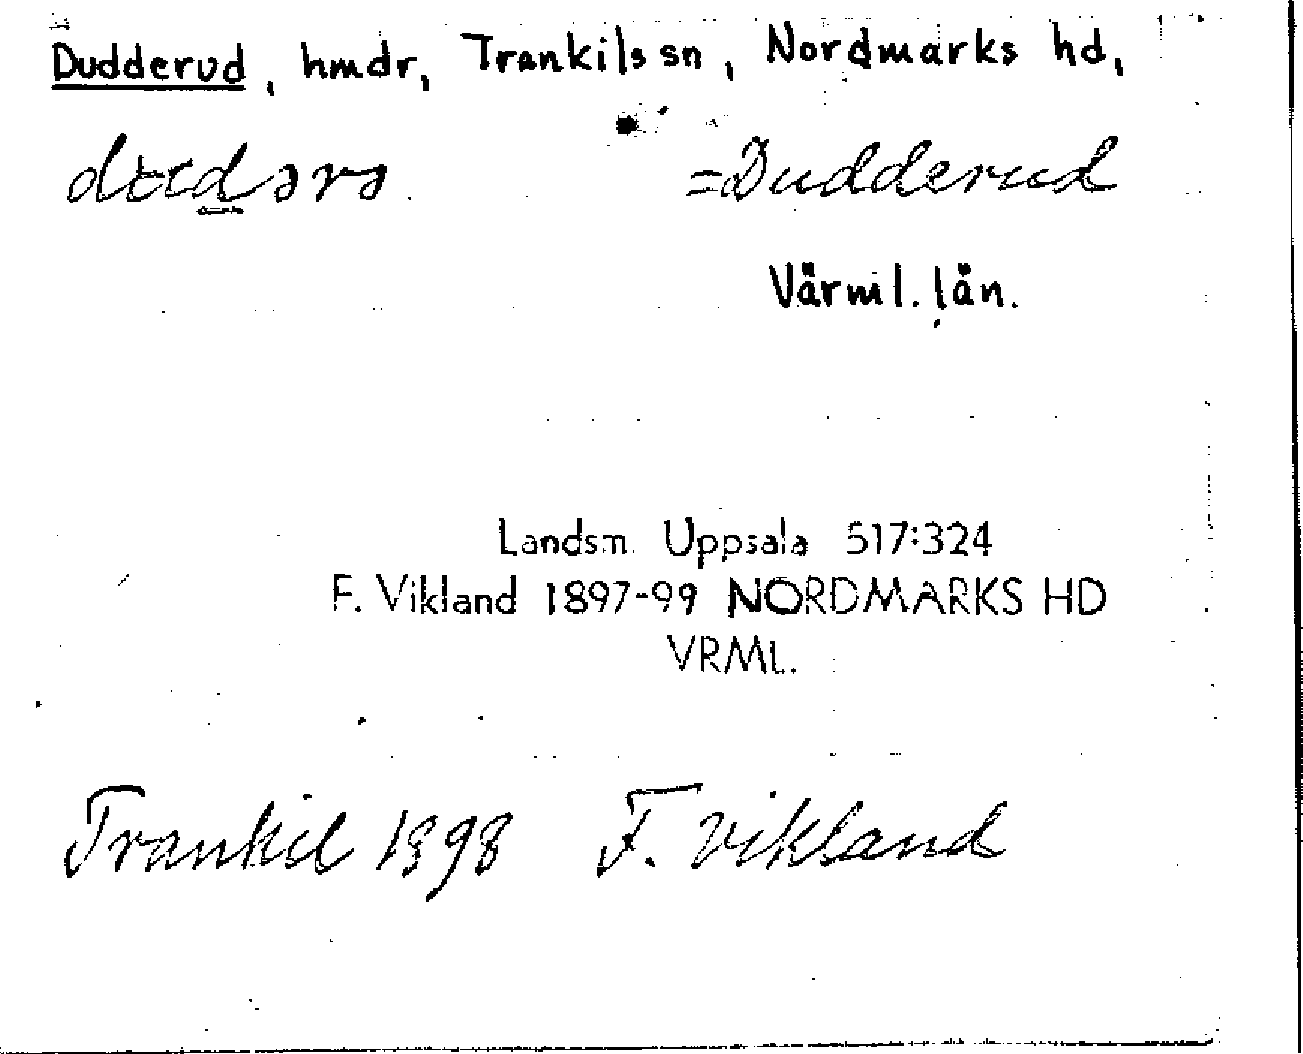 Dudderud, hmdr, Trankils sn, Nordmarks hd,
=Dudderud
Värml. län.
Landsm. Uppsala 517:324
F. Vikland 1897-99 NORDMARKS HD
VRML.
Trankil 1898 F. Vikland